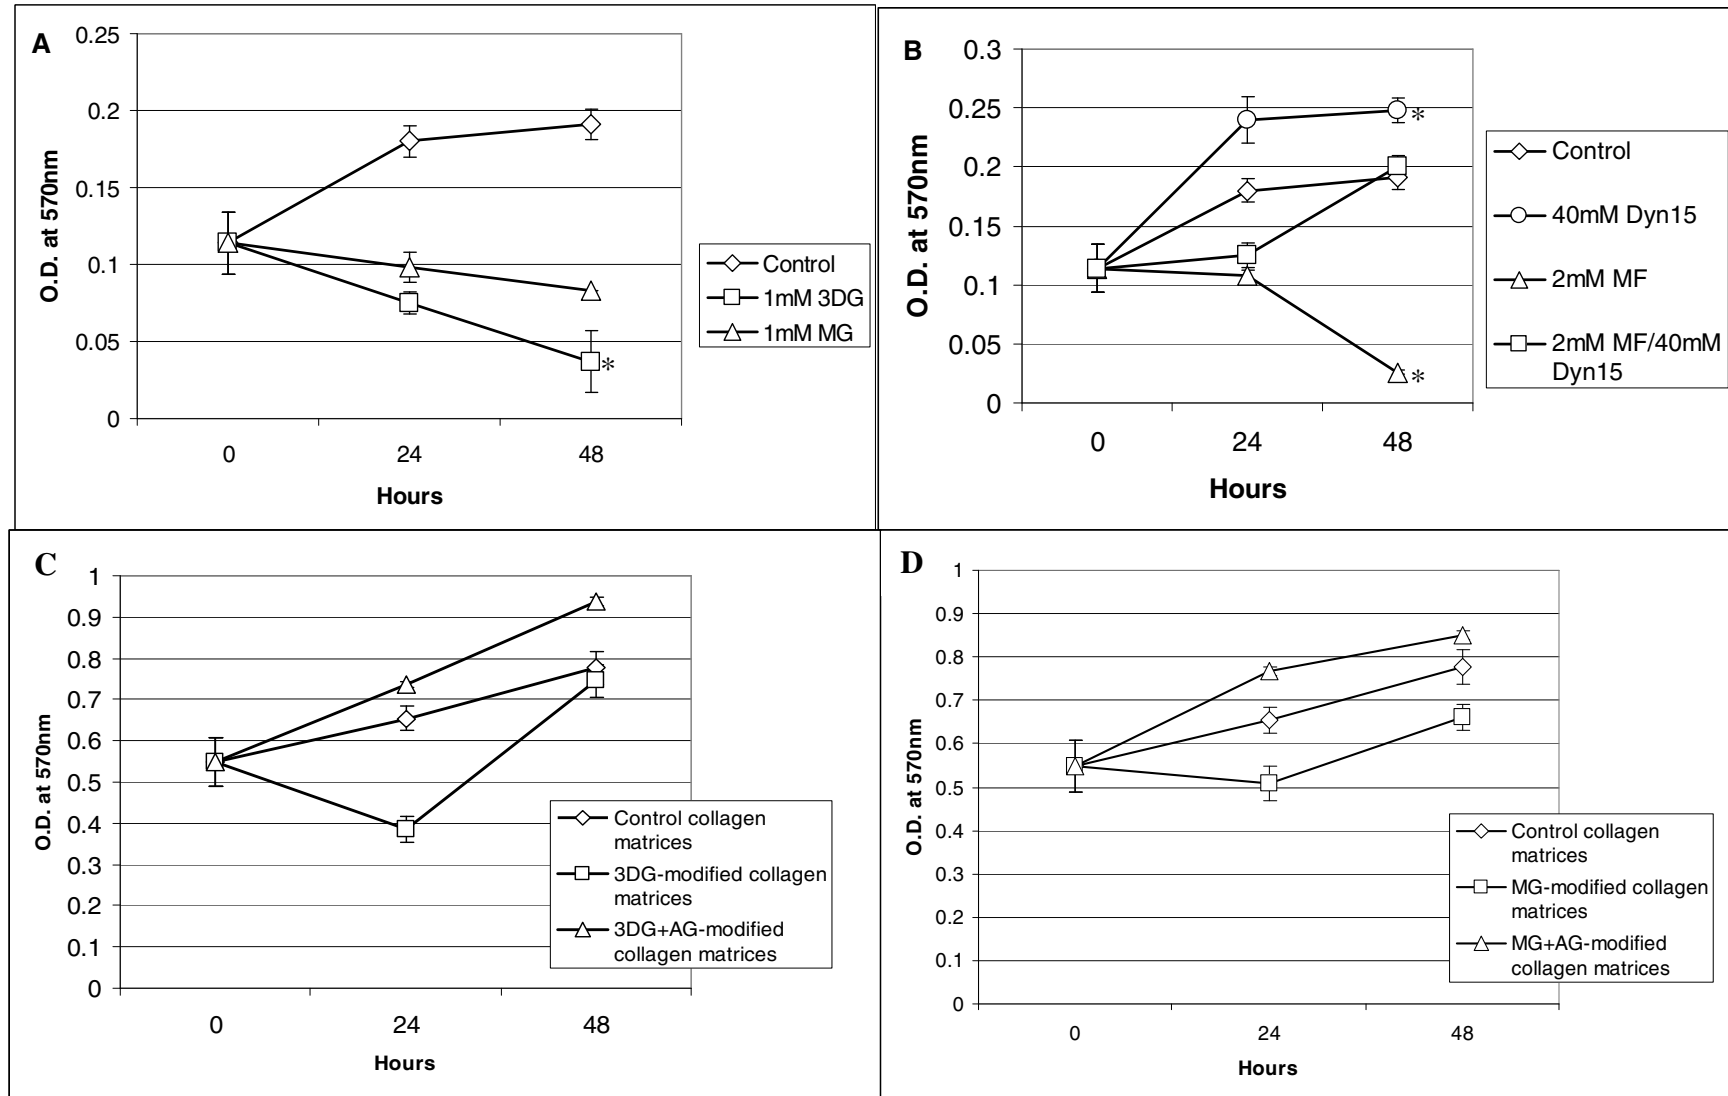 A
0.25
0.2
0.15
0.1
0.05
0
O.D. at 570nm
0 24 48
Hours
Control
1mM 3DG
1mM MG
*
B
0.3
0.25
0.2
0.15
0.1
0.05
0
O.D. at 570nm
0 24 48
Hours
Control
40mM Dyn15
2mM MF
2mM MF/40mM
Dyn15
*
*
C
1
0.9
0.8
0.7
0.6
0.5
0.4
0.3
0.2
0.1
0
O.D. at 570nm
0 24 48
Hours
Control collagen
matrices
3DG-modified collagen
matrices
3DG+AG-modified
collagen matrices
D
1
0.9
0.8
0.7
0.6
0.5
0.4
0.3
0.2
0.1
0
O.D. at 570nm
0 24 48
Hours
Control collagen
matrices
MG-modified collagen
matrices
MG+AG-modified
collagen matrices